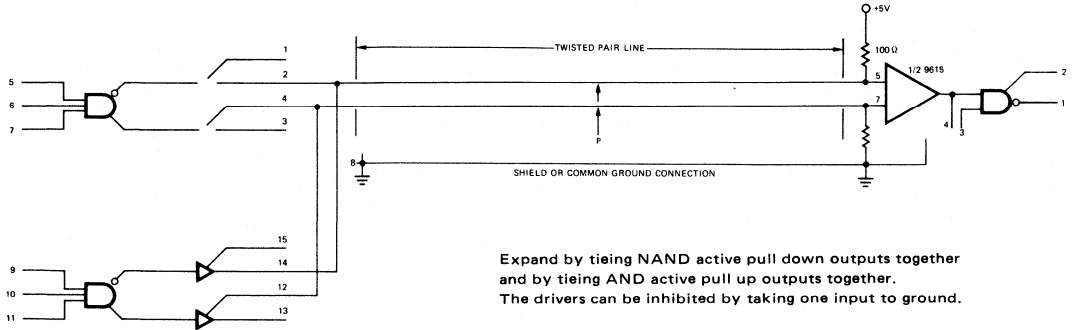 +5V
1
TWISTED PAIR LINE
100 Ω
5
2
5
1/2 9615
2
6
4
7
1
7
3
4
3
P
8
SHIELD OR COMMON GROUND CONNECTION
15
9
14
10
12
11
13
Expand by tieing NAND active pull down outputs together
and by tieing AND active pull up outputs together.
The drivers can be inhibited by taking one input to ground.